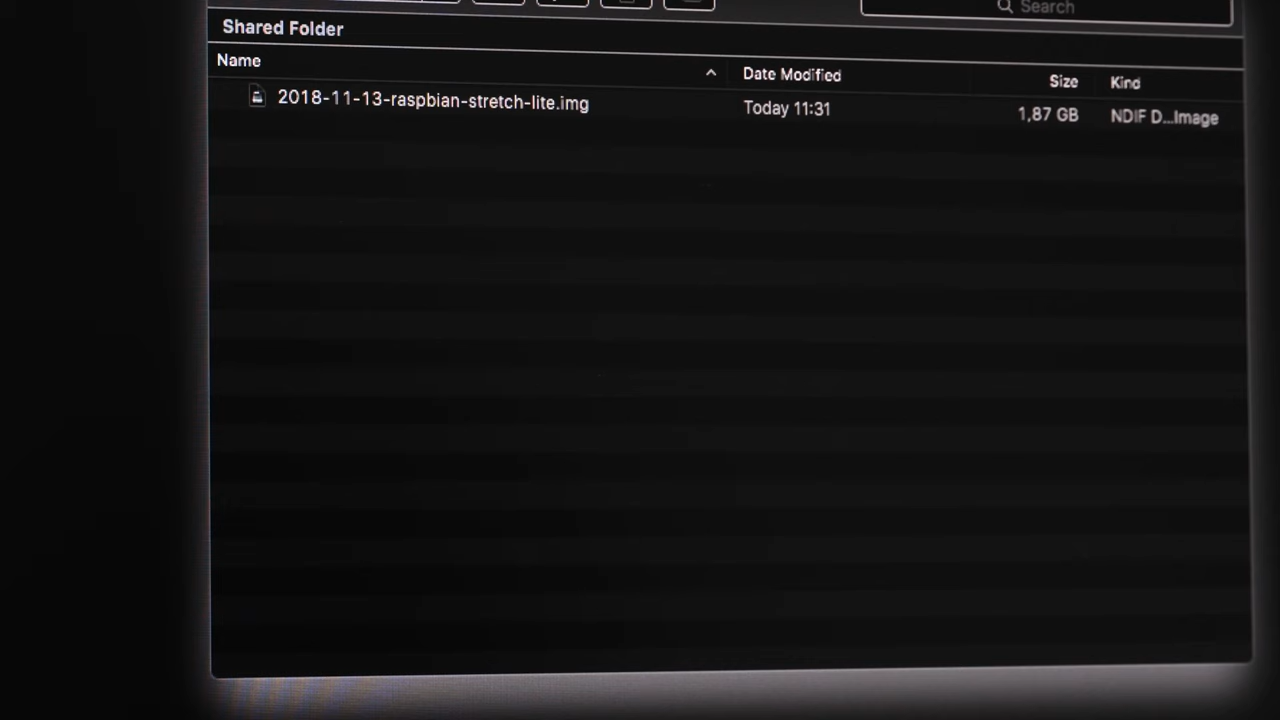 Search
Shared Folder
Name Date Modified Size Kind
2018-11-13-raspbian-stretch-lite.img Today 11:31 1,87 GB NDIF D...Image